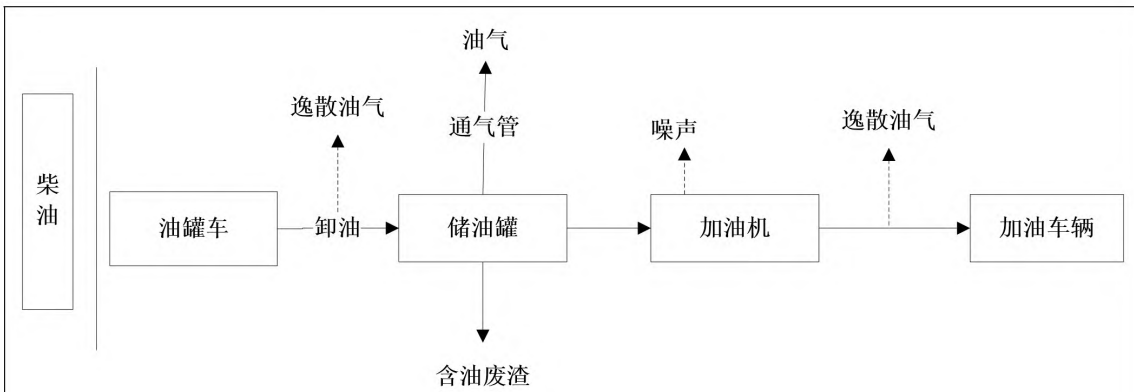 油气
逸散油气
通气管
噪声
逸散油气
柴油
油罐车
卸油
储油罐
加油机
加油车辆
含油废渣